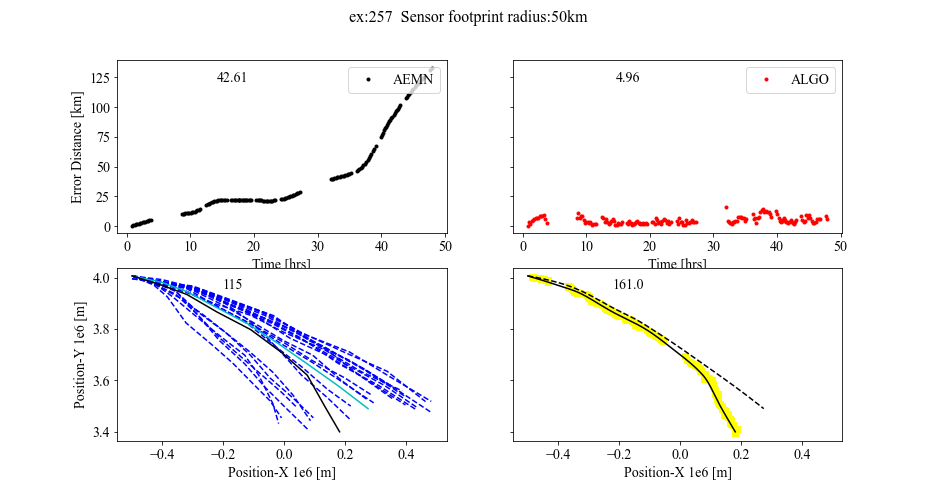 ex:257  Sensor footprint radius:50km
42.61
AEMN
4.96
ALGO
Error Distance [km]
125
100
75
50
25
0
0 10 20 30 40 50
0 10 20 30 40 50
Time [hrs]
Time [hrs]
115
161.0
Position-Y 1e6 [m]
4.0
3.8
3.6
3.4
−0.4 −0.2 0.0 0.2 0.4
−0.4 −0.2 0.0 0.2 0.4
Position-X 1e6 [m]
Position-X 1e6 [m]